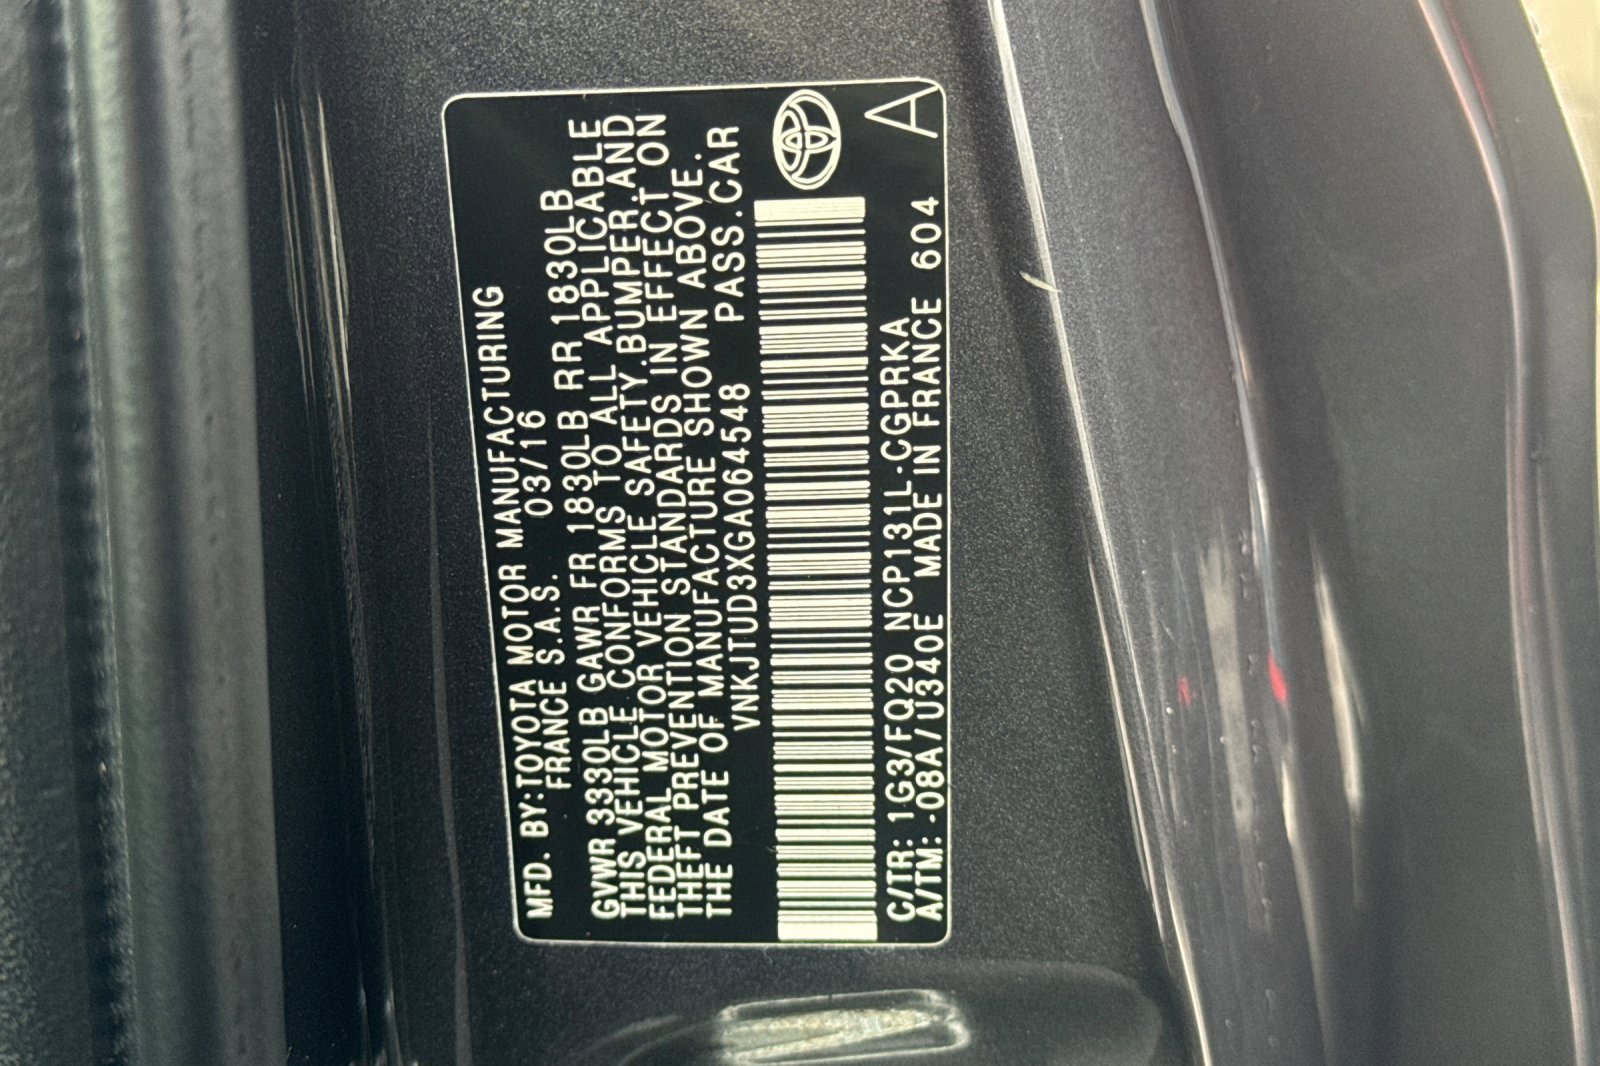 MFD. BY:TOYOTA MOTOR MANUFACTURING
FRANCE S.A.S. 03/16
GVWR 3330LB GAWR FR 1830LB RR 1830LB
THIS VEHICLE CONFORMS TO ALL APPLICABLE
FEDERAL MOTOR VEHICLE SAFETY.BUMPER.AND
THEFT PREVENTION STANDARDS IN EFFECT ON
THE DATE OF MANUFACTURE SHOWN ABOVE.
VNKJTUD3XGA064548 PASS.CAR
C/TR: 1G3/FQ20 NCP131L-CGPRKA
A/TM: -08A/U340E MADE IN FRANCE 604
A